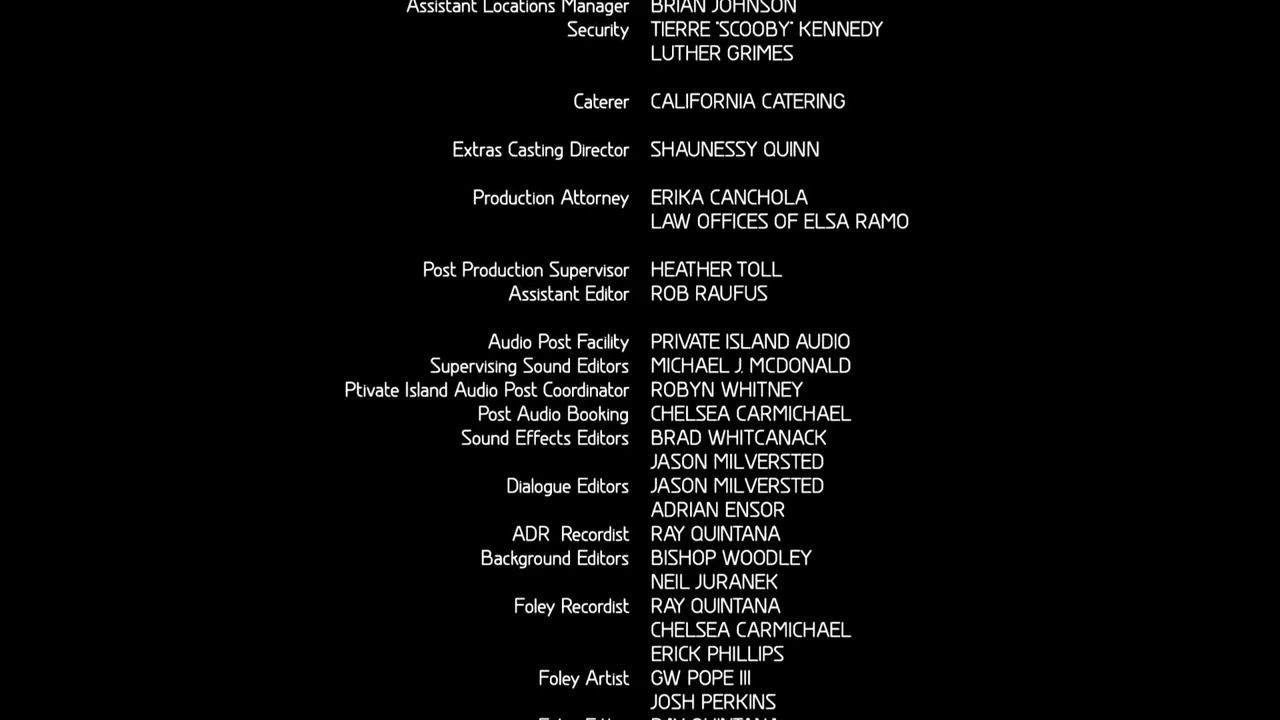 Assistant Locations Manager BRIAN JOHNSON
Security TIERRE "SCOOBY" KENNEDY
LUTHER GRIMES
Caterer CALIFORNIA CATERING
Extras Casting Director SHAUNESSY QUINN
Production Attorney ERIKA CANCHOLA
LAW OFFICES OF ELSA RAMO
Post Production Supervisor HEATHER TOLL
Assistant Editor ROB RAUFUS
Audio Post Facility PRIVATE ISLAND AUDIO
Supervising Sound Editors MICHAEL J. MCDONALD
Ptivate Island Audio Post Coordinator ROBYN WHITNEY
Post Audio Booking CHELSEA CARMICHAEL
Sound Effects Editors BRAD WHITCANACK
JASON MILVERSTED
Dialogue Editors JASON MILVERSTED
ADRIAN ENSOR
ADR Recordist RAY QUINTANA
Background Editors BISHOP WOODLEY
NEIL JURANEK
Foley Recordist RAY QUINTANA
CHELSEA CARMICHAEL
ERICK PHILLIPS
Foley Artist GW POPE III
JOSH PERKINS